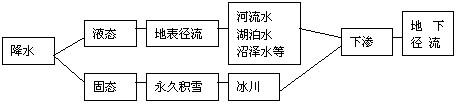 降水
液态
地表径流
河流水
湖泊水
沼泽水等
下渗
地 下
径 流
固态
永久积雪
冰川